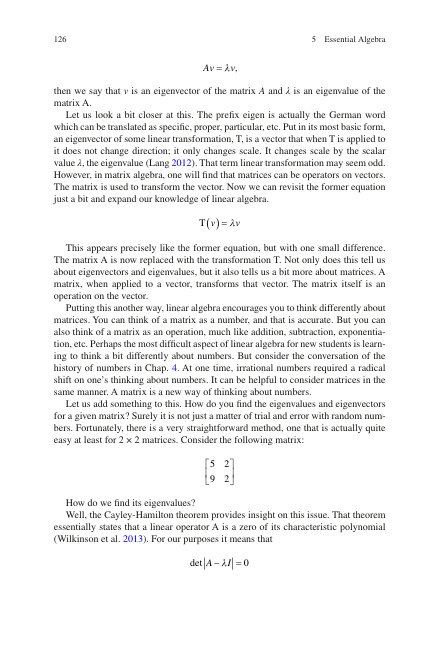 126
5 Essential Algebra
Av = λv,
then we say that v is an eigenvector of the matrix A and λ is an eigenvalue of the
matrix A.
Let us look a bit closer at this. The prefix eigen is actually the German word
which can be translated as specific, proper, particular, etc. Put in its most basic form,
an eigenvector of some linear transformation, T, is a vector that when T is applied to
it does not change direction; it only changes scale. It changes scale by the scalar
value λ, the eigenvalue (Lang 2012). That term linear transformation may seem odd.
However, in matrix algebra, one will find that matrices can be operators on vectors.
The matrix is used to transform the vector. Now we can revisit the former equation
just a bit and expand our knowledge of linear algebra.
T(v) = λv
This appears precisely like the former equation, but with one small difference.
The matrix A is now replaced with the transformation T. Not only does this tell us
about eigenvectors and eigenvalues, but it also tells us a bit more about matrices. A
matrix, when applied to a vector, transforms that vector. The matrix itself is an
operation on the vector.
Putting this another way, linear algebra encourages you to think differently about
matrices. You can think of a matrix as a number, and that is accurate. But you can
also think of a matrix as an operation, much like addition, subtraction, exponentia-
tion, etc. Perhaps the most difficult aspect of linear algebra for new students is learn-
ing to think a bit differently about numbers. But consider the conversation of the
history of numbers in Chap. 4. At one time, irrational numbers required a radical
shift on one's thinking about numbers. It can be helpful to consider matrices in the
same manner. A matrix is a new way of thinking about numbers.
Let us add something to this. How do you find the eigenvalues and eigenvectors
for a given matrix? Surely it is not just a matter of trial and error with random num-
bers. Fortunately, there is a very straightforward method, one that is actually quite
easy at least for 2 × 2 matrices. Consider the following matrix:
5 2
9 2
How do we find its eigenvalues?
Well, the Cayley-Hamilton theorem provides insight on this issue. That theorem
essentially states that a linear operator A is a zero of its characteristic polynomial
(Wilkinson et al. 2013). For our purposes it means that
det|A − λI| = 0